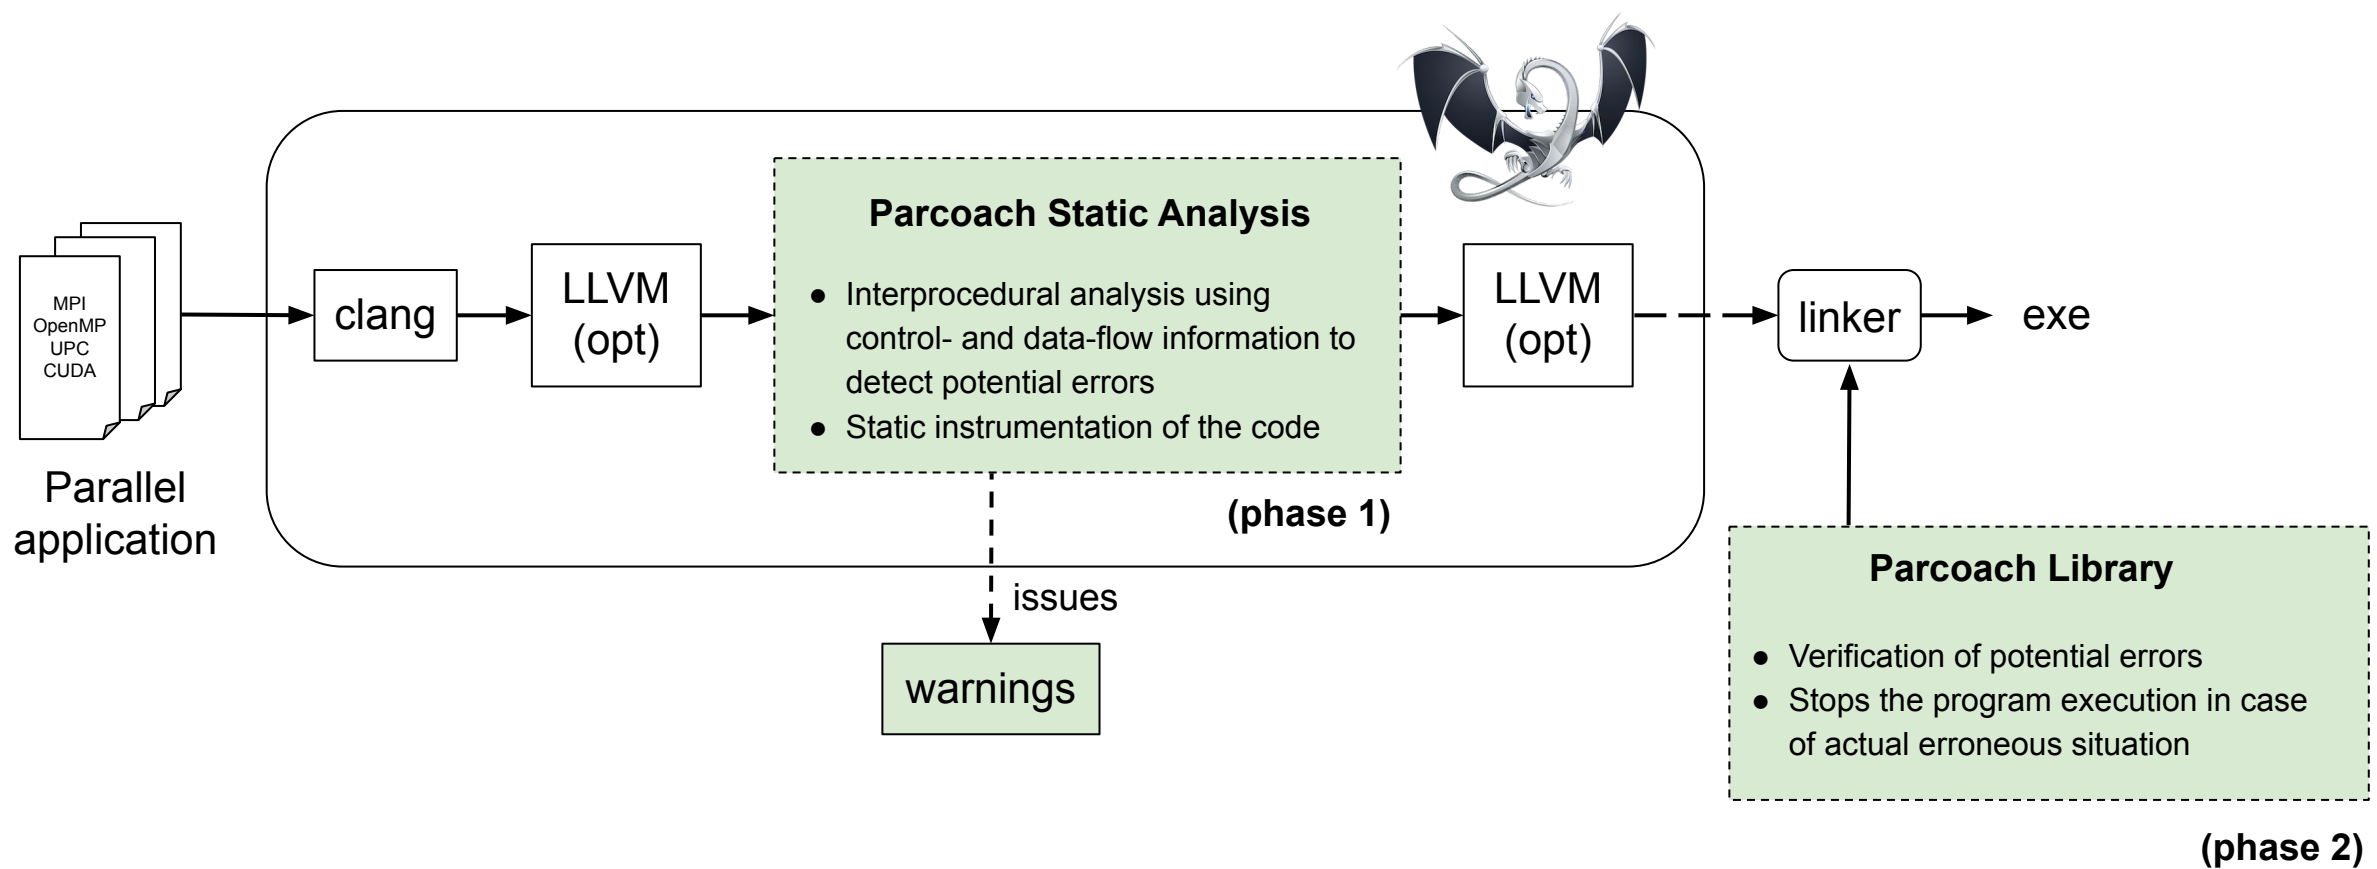 MPI
OpenMP
UPC
CUDA
Parallel
application
clang
LLVM
(opt)
Parcoach Static Analysis
● Interprocedural analysis using
control- and data-flow information to
detect potential errors
● Static instrumentation of the code
(phase 1)
issues
warnings
LLVM
(opt)
linker
exe
Parcoach Library
● Verification of potential errors
● Stops the program execution in case
of actual erroneous situation
(phase 2)